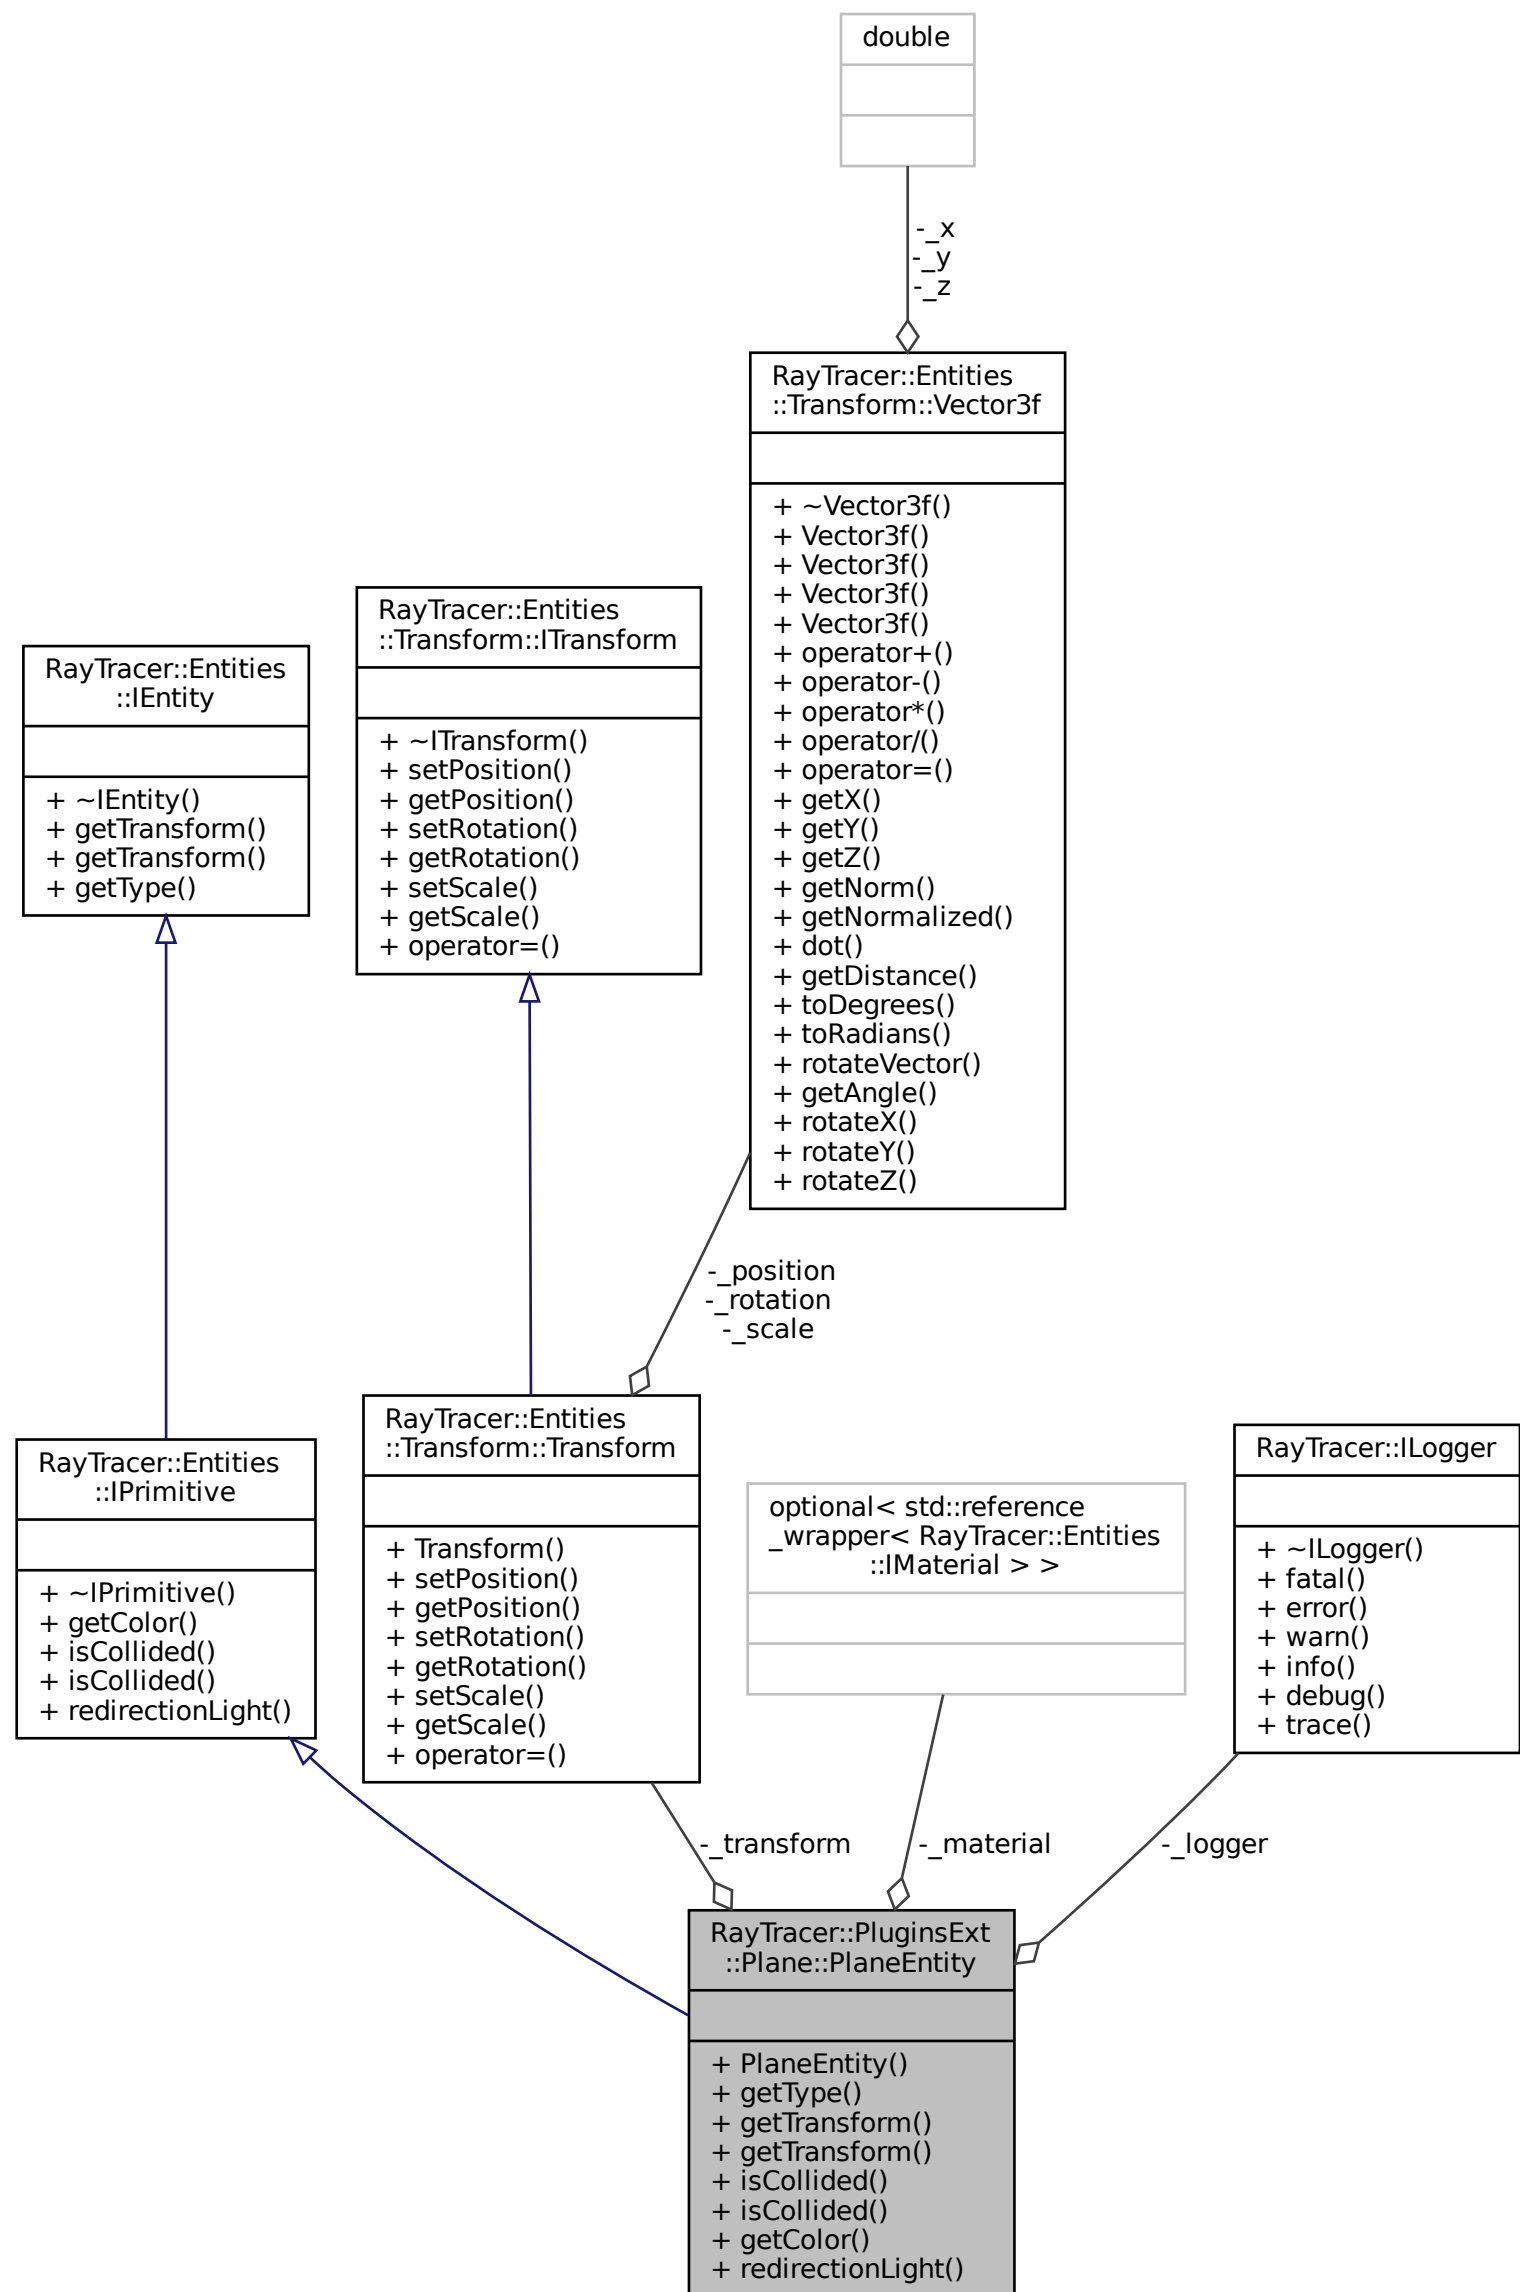 double
-_x
-_y
-_z
RayTracer::Entities
::Transform::Vector3f
+ ~Vector3f()
+ Vector3f()
+ Vector3f()
+ Vector3f()
+ Vector3f()
+ operator+()
+ operator-()
+ operator*()
+ operator/()
+ operator=()
+ getX()
+ getY()
+ getZ()
+ getNorm()
+ getNormalized()
+ dot()
+ getDistance()
+ toDegrees()
+ toRadians()
+ rotateVector()
+ getAngle()
+ rotateX()
+ rotateY()
+ rotateZ()
RayTracer::Entities
::Transform::ITransform
+ ~ITransform()
+ setPosition()
+ getPosition()
+ setRotation()
+ getRotation()
+ setScale()
+ getScale()
+ operator=()
RayTracer::Entities
::IEntity
+ ~IEntity()
+ getTransform()
+ getTransform()
+ getType()
-_position
-_rotation
-_scale
RayTracer::Entities
::IPrimitive
+ ~IPrimitive()
+ getColor()
+ isCollided()
+ isCollided()
+ redirectionLight()
RayTracer::Entities
::Transform::Transform
+ Transform()
+ setPosition()
+ getPosition()
+ setRotation()
+ getRotation()
+ setScale()
+ getScale()
+ operator=()
optional< std::reference
_wrapper< RayTracer::Entities
::IMaterial > >
RayTracer::ILogger
+ ~ILogger()
+ fatal()
+ error()
+ warn()
+ info()
+ debug()
+ trace()
-_transform
-_material
-_logger
RayTracer::PluginsExt
::Plane::PlaneEntity
+ PlaneEntity()
+ getType()
+ getTransform()
+ getTransform()
+ isCollided()
+ isCollided()
+ getColor()
+ redirectionLight()